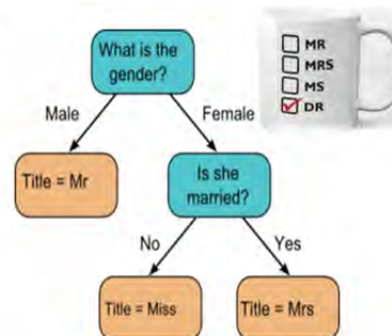 What is the
gender?
MR
MRS
MS
DR
Male
Female
Title = Mr
Is she
married?
No
Yes
Title = Miss
Title = Mrs